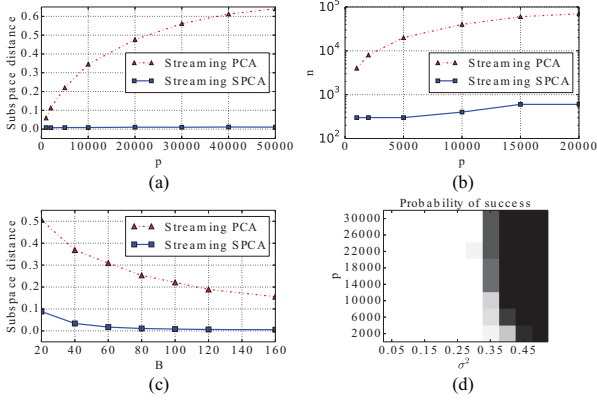 Subspace distance
0.6
0.5
0.4
0.3
0.2
0.1
0.0
Streaming PCA
Streaming SPCA
0 10000 20000 30000 40000 50000
p
(a)
n
10^5
10^4
10^3
10^2
Streaming PCA
Streaming SPCA
0 5000 10000 15000 20000
p
(b)
Subspace distance
0.5
0.4
0.3
0.2
0.1
0.0
Streaming PCA
Streaming SPCA
20 40 60 80 100 120 140 160
B
(c)
Probability of success
p
30000
26000
22000
18000
14000
10000
6000
2000
0.05 0.15 0.25 0.35 0.45
σ²
(d)